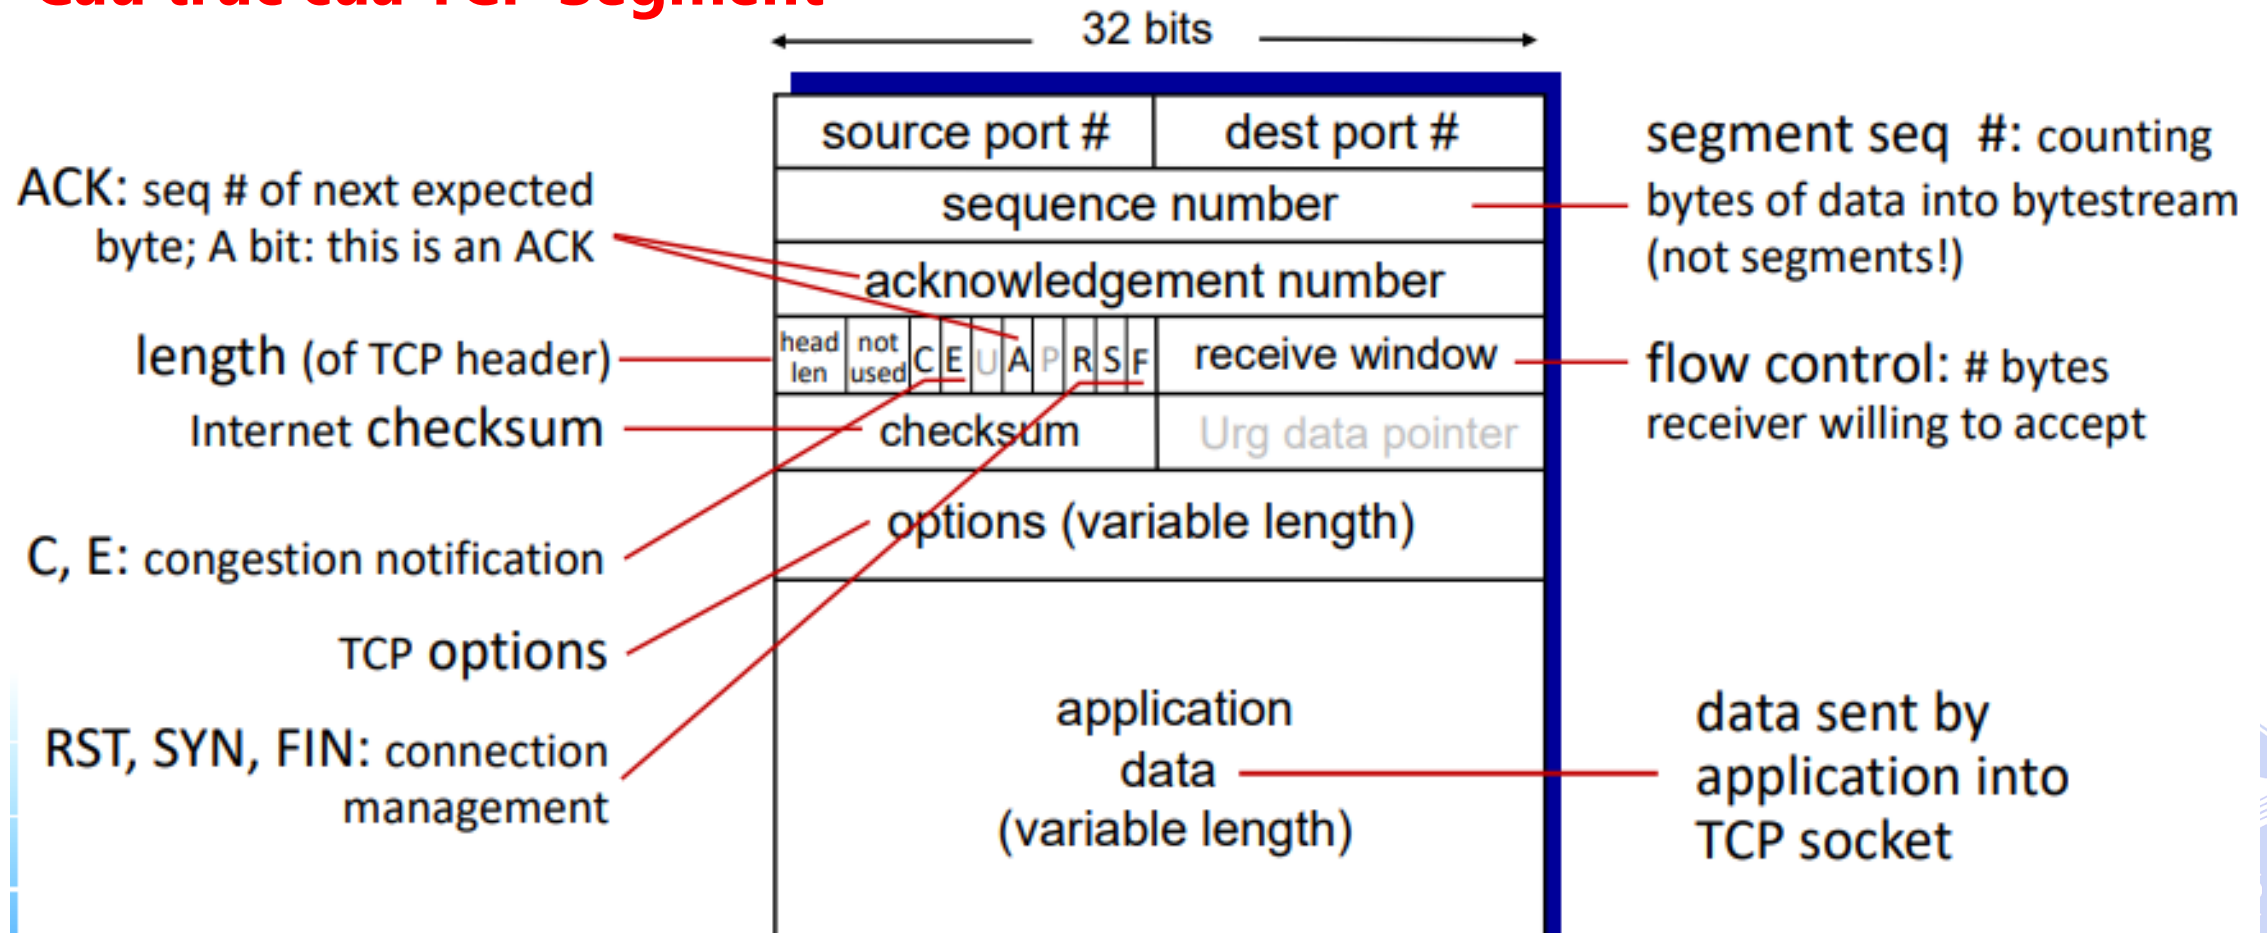 TCP Segment
32 bits
source port # dest port #
sequence number
acknowledgement number
head len not used C E U A P R S F receive window
checksum Urg data pointer
options (variable length)
application
data
(variable length)
ACK: seq # of next expected
byte; A bit: this is an ACK
length (of TCP header)
Internet checksum
C, E: congestion notification
TCP options
RST, SYN, FIN: connection
management
segment seq #: counting
bytes of data into bytestream
(not segments!)
flow control: # bytes
receiver willing to accept
data sent by
application into
TCP socket